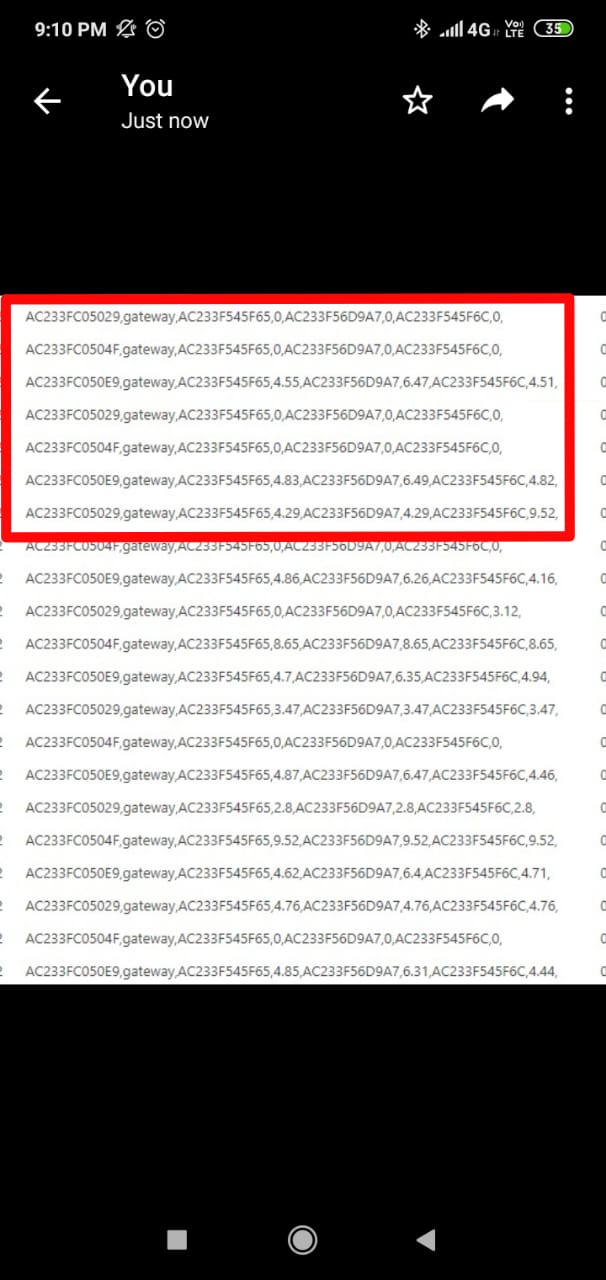 9:10 PM 4G Vo) LTE 35
You
Just now
AC233FC05029,gateway,AC233F545F65,0,AC233F56D9A7,0,AC233F545F6C,0,
AC233FC0504F,gateway,AC233F545F65,0,AC233F56D9A7,0,AC233F545F6C,0,
AC233FC050E9,gateway,AC233F545F65,4.55,AC233F56D9A7,6.47,AC233F545F6C,4.51,
AC233FC05029,gateway,AC233F545F65,0,AC233F56D9A7,0,AC233F545F6C,0,
AC233FC0504F,gateway,AC233F545F65,0,AC233F56D9A7,0,AC233F545F6C,0,
AC233FC050E9,gateway,AC233F545F65,4.83,AC233F56D9A7,6.49,AC233F545F6C,4.82,
AC233FC05029,gateway,AC233F545F65,4.29,AC233F56D9A7,4.29,AC233F545F6C,9.52,
AC233FC0504F,gateway,AC233F545F65,0,AC233F56D9A7,0,AC233F545F6C,0,
AC233FC050E9,gateway,AC233F545F65,4.86,AC233F56D9A7,6.26,AC233F545F6C,4.16,
AC233FC05029,gateway,AC233F545F65,0,AC233F56D9A7,0,AC233F545F6C,3.12,
AC233FC0504F,gateway,AC233F545F65,8.65,AC233F56D9A7,8.65,AC233F545F6C,8.65,
AC233FC050E9,gateway,AC233F545F65,4.7,AC233F56D9A7,6.35,AC233F545F6C,4.94,
AC233FC05029,gateway,AC233F545F65,3.47,AC233F56D9A7,3.47,AC233F545F6C,3.47,
AC233FC0504F,gateway,AC233F545F65,0,AC233F56D9A7,0,AC233F545F6C,0,
AC233FC050E9,gateway,AC233F545F65,4.87,AC233F56D9A7,6.47,AC233F545F6C,4.46,
AC233FC05029,gateway,AC233F545F65,2.8,AC233F56D9A7,2.8,AC233F545F6C,2.8,
AC233FC0504F,gateway,AC233F545F65,9.52,AC233F56D9A7,9.52,AC233F545F6C,9.52,
AC233FC050E9,gateway,AC233F545F65,4.62,AC233F56D9A7,6.4,AC233F545F6C,4.71,
AC233FC05029,gateway,AC233F545F65,4.76,AC233F56D9A7,4.76,AC233F545F6C,4.76,
AC233FC0504F,gateway,AC233F545F65,0,AC233F56D9A7,0,AC233F545F6C,0,
AC233FC050E9,gateway,AC233F545F65,4.85,AC233F56D9A7,6.31,AC233F545F6C,4.44,